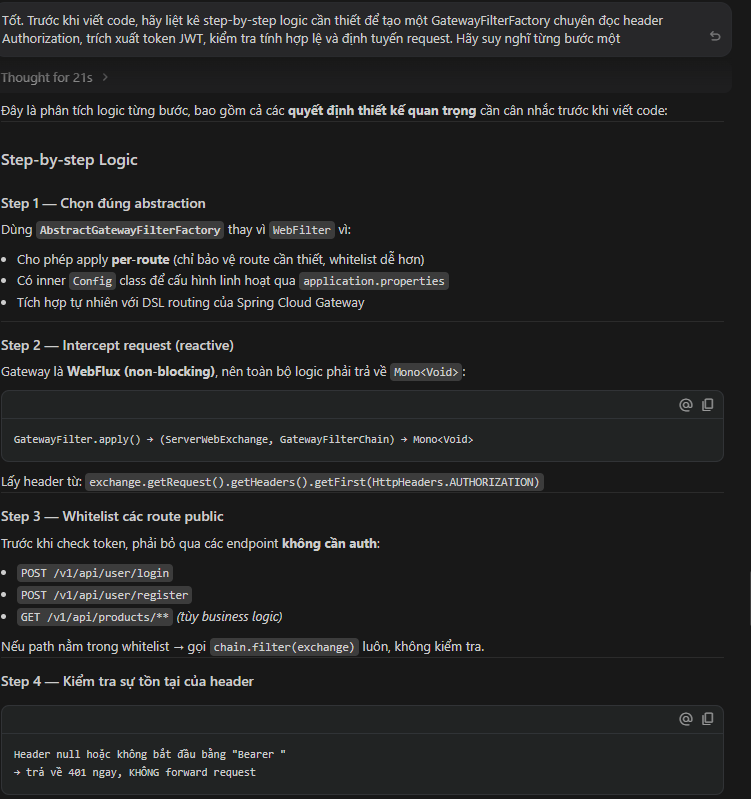 Tốt. Trước khi viết code, hãy liệt kê step-by-step logic cần thiết để tạo một GatewayFilterFactory chuyên đọc header
Authorization, trích xuất token JWT, kiểm tra tính hợp lệ và định tuyến request. Hãy suy nghĩ từng bước một
Thought for 21s >
Đây là phân tích logic từng bước, bao gồm cả các quyết định thiết kế quan trọng cần cân nhắc trước khi viết code:
Step-by-step Logic
Step 1 — Chọn đúng abstraction
Dùng AbstractGatewayFilterFactory thay vì WebFilter vì:
• Cho phép apply per-route (chỉ bảo vệ route cần thiết, whitelist dễ hơn)
• Có inner Config class để cấu hình linh hoạt qua application.properties
• Tích hợp tự nhiên với DSL routing của Spring Cloud Gateway
Step 2 — Intercept request (reactive)
Gateway là WebFlux (non-blocking), nên toàn bộ logic phải trả về Mono<Void>:
GatewayFilter.apply() → (ServerWebExchange, GatewayFilterChain) → Mono<Void>
Lấy header từ: exchange.getRequest().getHeaders().getFirst(HttpHeaders.AUTHORIZATION)
Step 3 — Whitelist các route public
Trước khi check token, phải bỏ qua các endpoint không cần auth:
• POST /v1/api/user/login
• POST /v1/api/user/register
• GET /v1/api/products/** (tùy business logic)
Nếu path nằm trong whitelist → gọi chain.filter(exchange) luôn, không kiểm tra.
Step 4 — Kiểm tra sự tồn tại của header
Header null hoặc không bắt đầu bằng "Bearer "
→ trả về 401 ngay, KHÔNG forward request